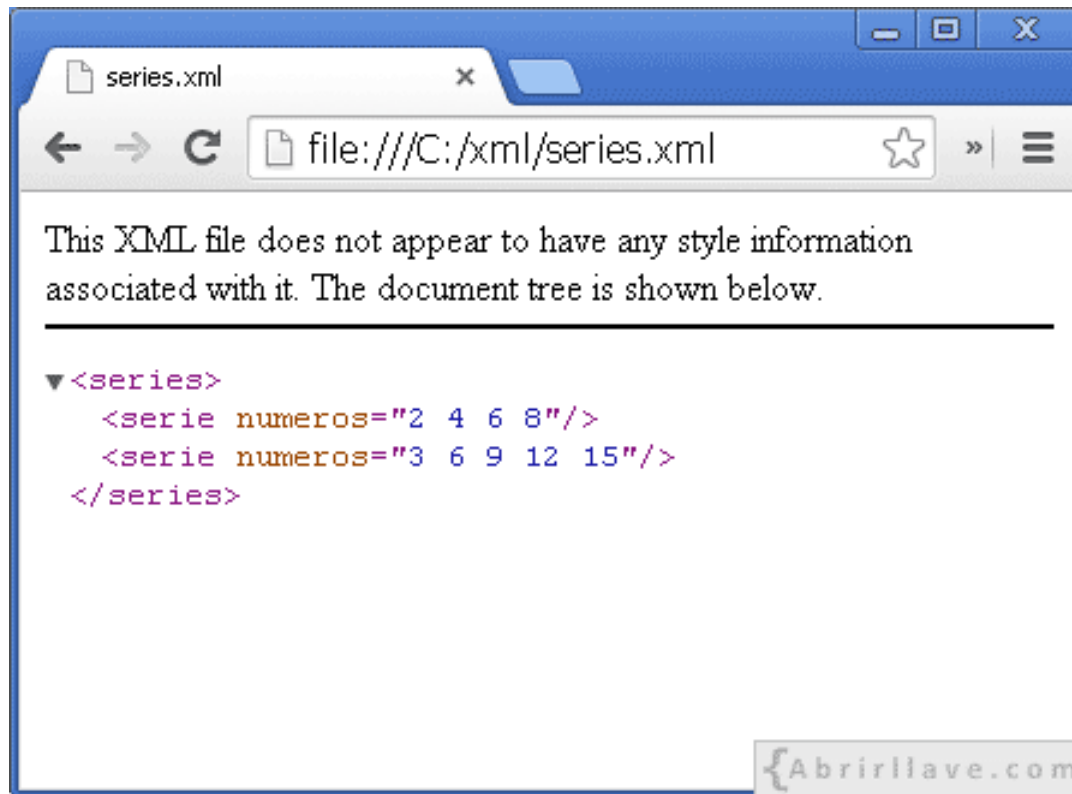 series.xml
file:///C:/xml/series.xml
This XML file does not appear to have any style information
associated with it. The document tree is shown below.
<series>
<serie numeros="2 4 6 8"/>
<serie numeros="3 6 9 12 15"/>
</series>
{Abrirllave.com